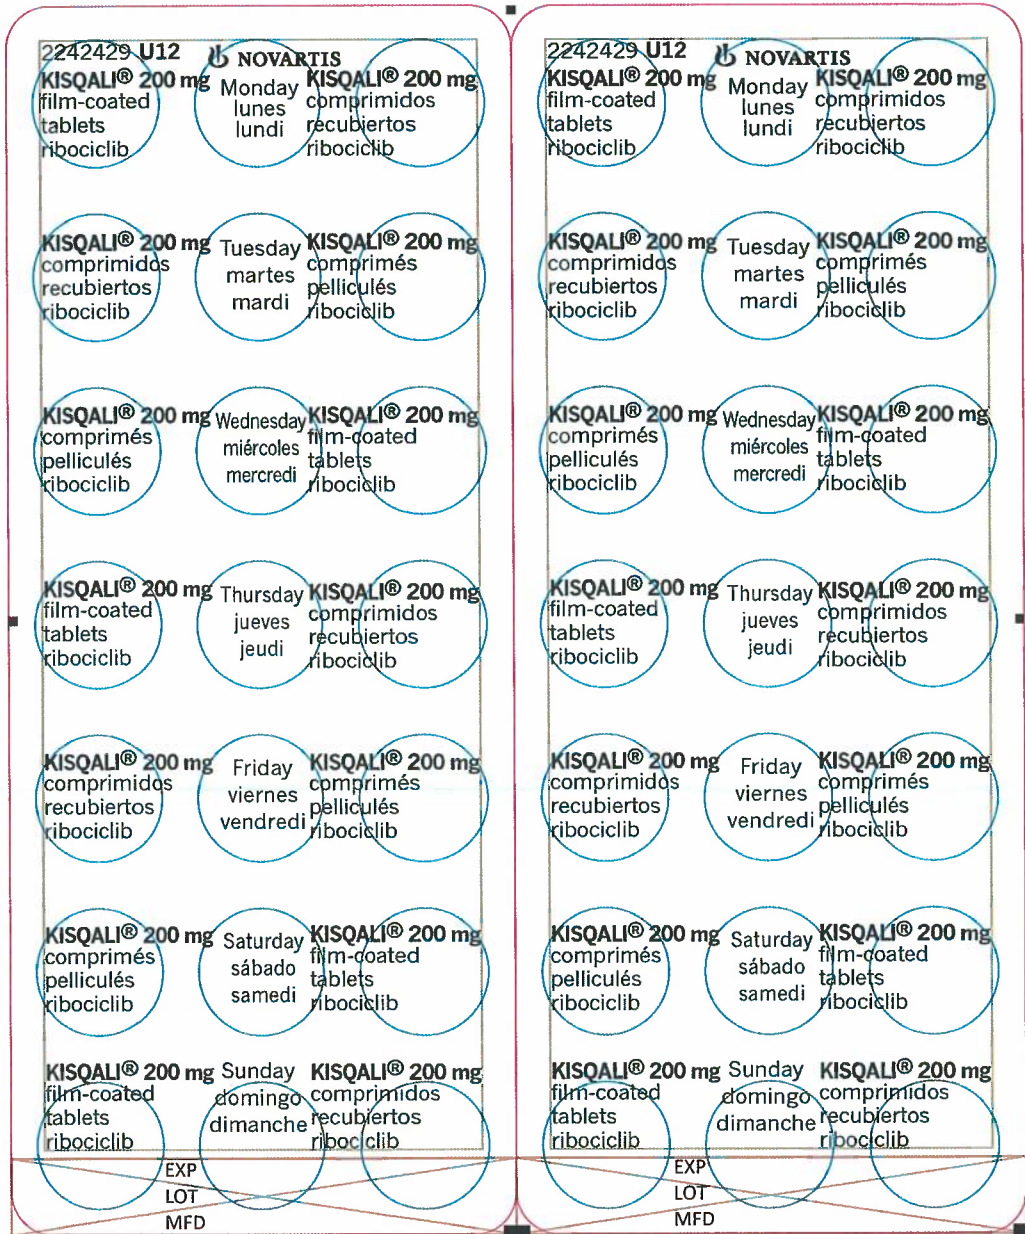 2242429 U12
NOVARTIS
KISQALI® 200 mg
film-coated
tablets
ribociclib
Monday
lunes
lundi
KISQALI® 200 mg
comprimidos
recubiertos
ribociclib
KISQALI® 200 mg
comprimidos
recubiertos
ribociclib
Tuesday
martes
mardi
KISQALI® 200 mg
comprimés
pelliculés
ribociclib
KISQALI® 200 mg
comprimés
pelliculés
ribociclib
Wednesday
miércoles
mercredi
KISQALI® 200 mg
film-coated
tablets
ribociclib
KISQALI® 200 mg
film-coated
tablets
ribociclib
Thursday
jueves
jeudi
KISQALI® 200 mg
comprimidos
recubiertos
ribociclib
KISQALI® 200 mg
comprimidos
recubiertos
ribociclib
Friday
viernes
vendredi
KISQALI® 200 mg
comprimés
pelliculés
ribociclib
KISQALI® 200 mg
comprimés
pelliculés
ribociclib
Saturday
sábado
samedi
KISQALI® 200 mg
film-coated
tablets
ribociclib
KISQALI® 200 mg
film-coated
tablets
ribociclib
Sunday
domingo
dimanche
KISQALI® 200 mg
comprimidos
recubiertos
ribociclib
EXP
LOT
MFD
2242429 U12
NOVARTIS
KISQALI® 200 mg
film-coated
tablets
ribociclib
Monday
lunes
lundi
KISQALI® 200 mg
comprimidos
recubiertos
ribociclib
KISQALI® 200 mg
comprimidos
recubiertos
ribociclib
Tuesday
martes
mardi
KISQALI® 200 mg
comprimés
pelliculés
ribociclib
KISQALI® 200 mg
comprimés
pelliculés
ribociclib
Wednesday
miércoles
mercredi
KISQALI® 200 mg
film-coated
tablets
ribociclib
KISQALI® 200 mg
film-coated
tablets
ribociclib
Thursday
jueves
jeudi
KISQALI® 200 mg
comprimidos
recubiertos
ribociclib
KISQALI® 200 mg
comprimidos
recubiertos
ribociclib
Friday
viernes
vendredi
KISQALI® 200 mg
comprimés
pelliculés
ribociclib
KISQALI® 200 mg
comprimés
pelliculés
ribociclib
Saturday
sábado
samedi
KISQALI® 200 mg
film-coated
tablets
ribociclib
KISQALI® 200 mg
film-coated
tablets
ribociclib
Sunday
domingo
dimanche
KISQALI® 200 mg
comprimidos
recubiertos
ribociclib
EXP
LOT
MFD